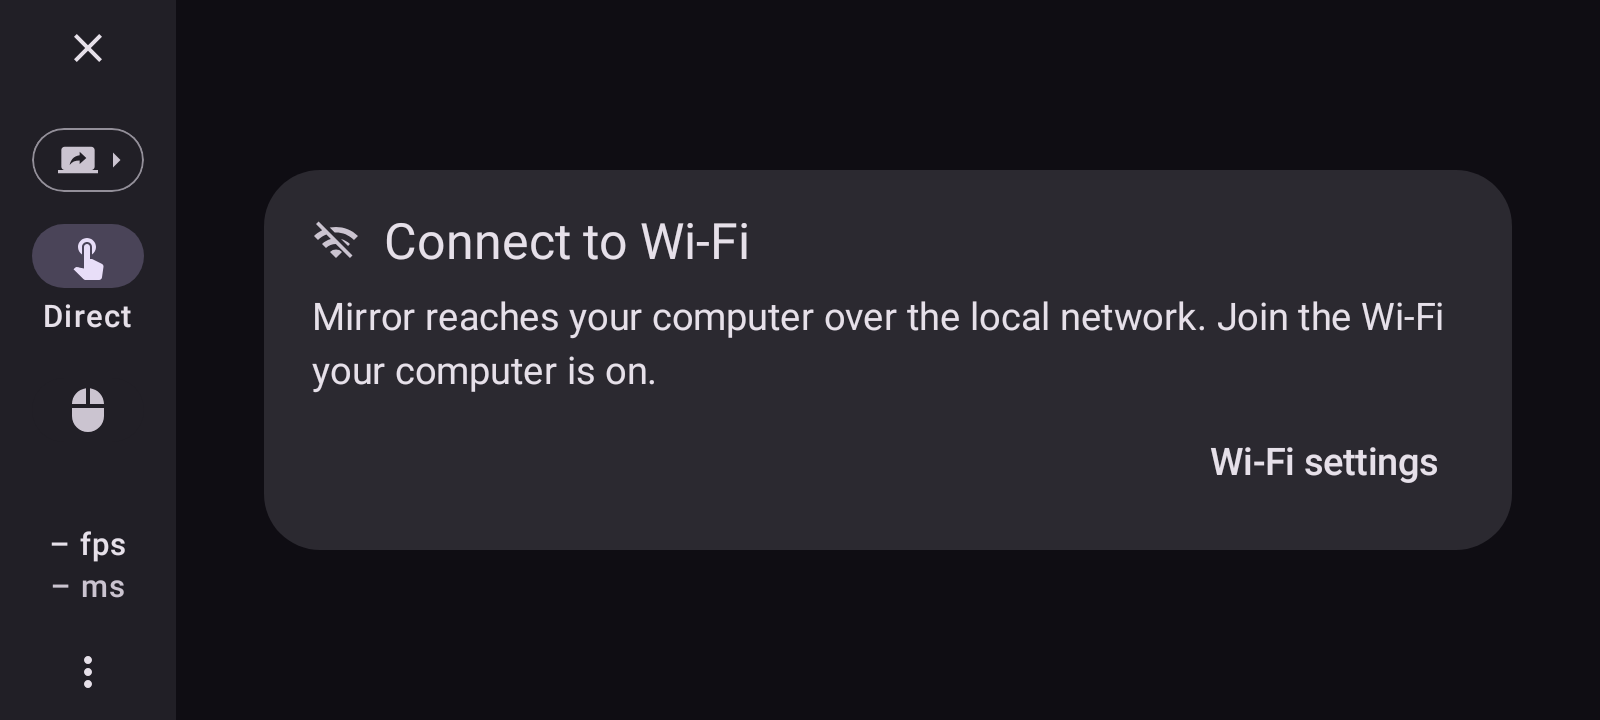 Direct
– fps
– ms
Connect to Wi-Fi
Mirror reaches your computer over the local network. Join the Wi-Fi
your computer is on.
Wi-Fi settings